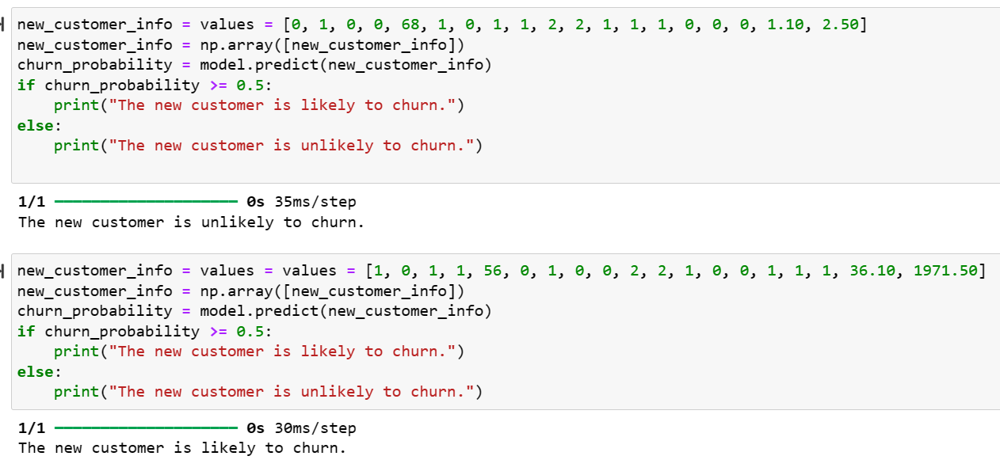 new_customer_info = values = [0, 1, 0, 0, 68, 1, 0, 1, 1, 2, 2, 1, 1, 1, 0, 0, 0, 1.10, 2.50]
new_customer_info = np.array([new_customer_info])
churn_probability = model.predict(new_customer_info)
if churn_probability >= 0.5:
    print("The new customer is likely to churn.")
else:
    print("The new customer is unlikely to churn.")
1/1 ━━━━━━━━━━━━━━━━━━━━ 0s 35ms/step
The new customer is unlikely to churn.
new_customer_info = values = values = [1, 0, 1, 1, 56, 0, 1, 0, 0, 2, 2, 1, 0, 0, 1, 1, 1, 36.10, 1971.50]
new_customer_info = np.array([new_customer_info])
churn_probability = model.predict(new_customer_info)
if churn_probability >= 0.5:
    print("The new customer is likely to churn.")
else:
    print("The new customer is unlikely to churn.")
1/1 ━━━━━━━━━━━━━━━━━━━━ 0s 30ms/step
The new customer is likely to churn.